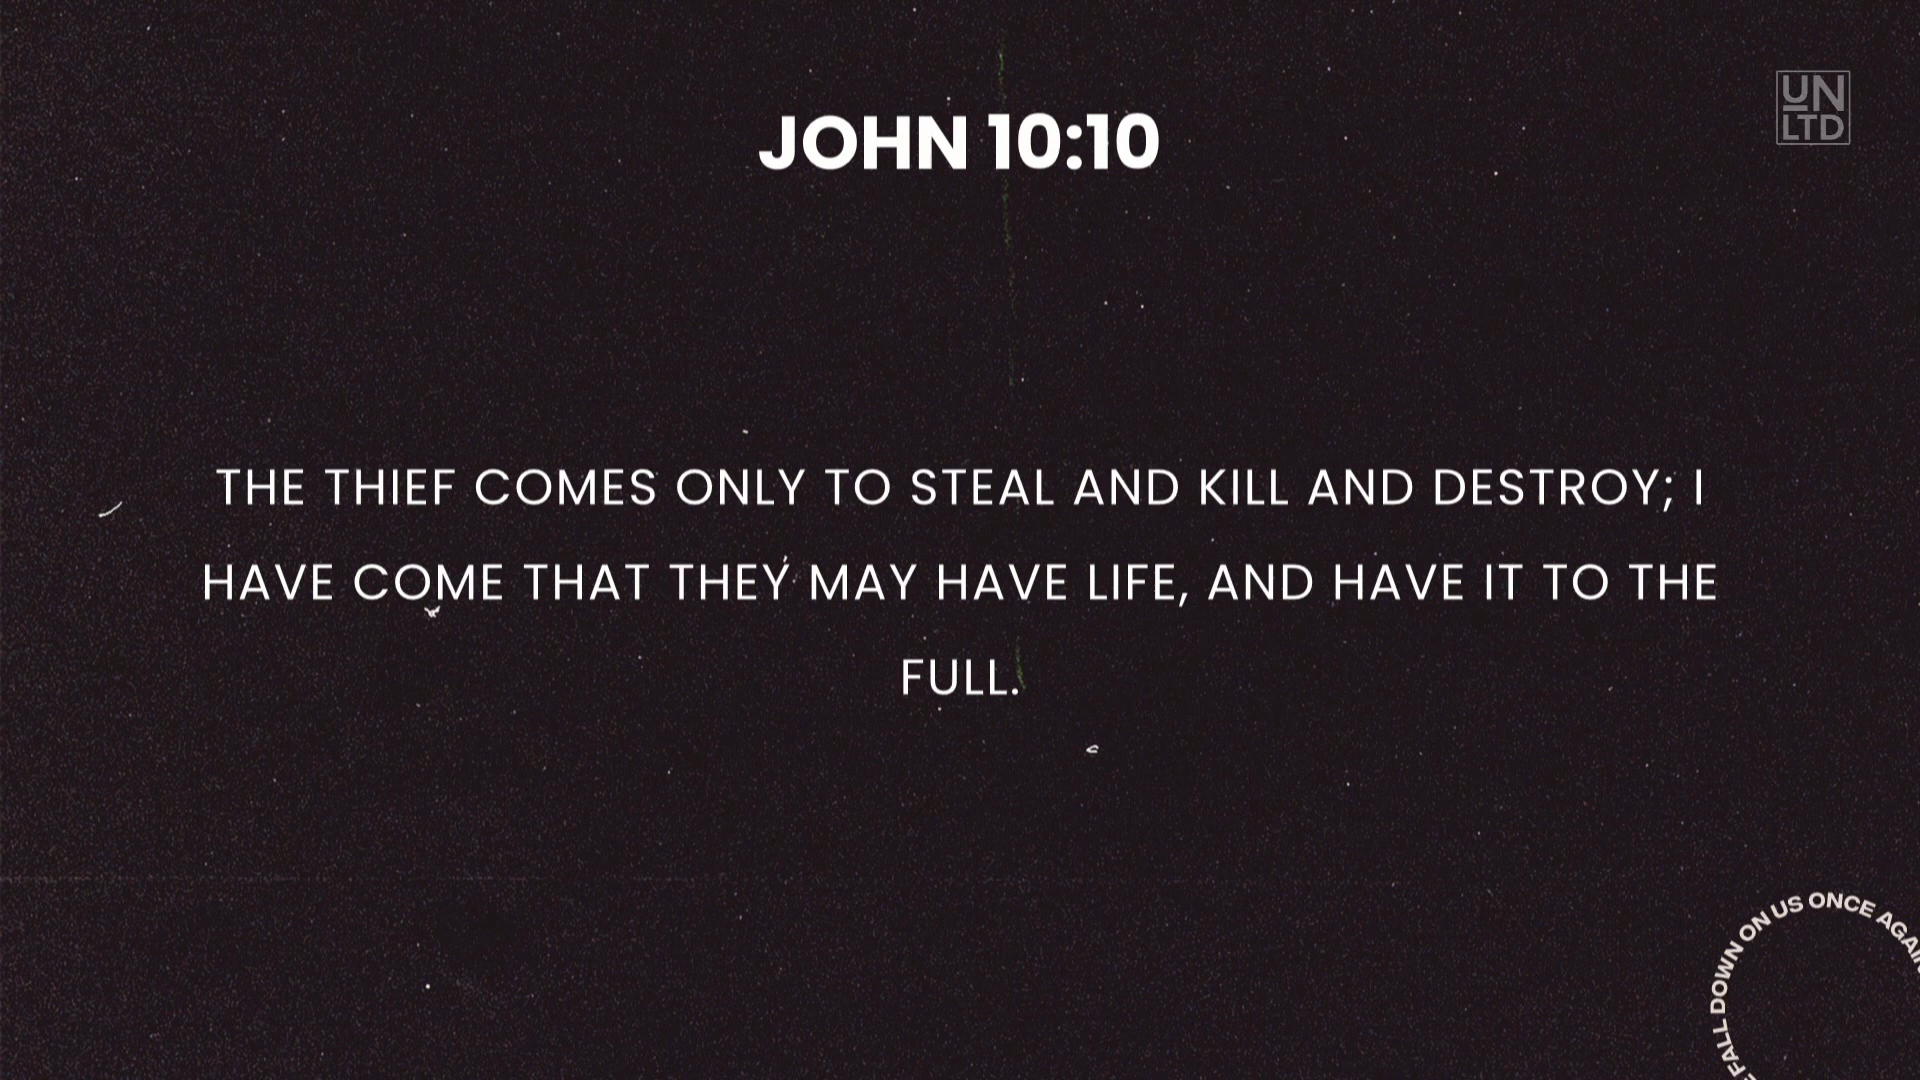 JOHN 10:10
UN
LTD
THE THIEF COMES ONLY TO STEAL AND KILL AND DESTROY; I
HAVE COME THAT THEY MAY HAVE LIFE, AND HAVE IT TO THE
FULL.
FALL DOWN ON US ONCE AGAIN